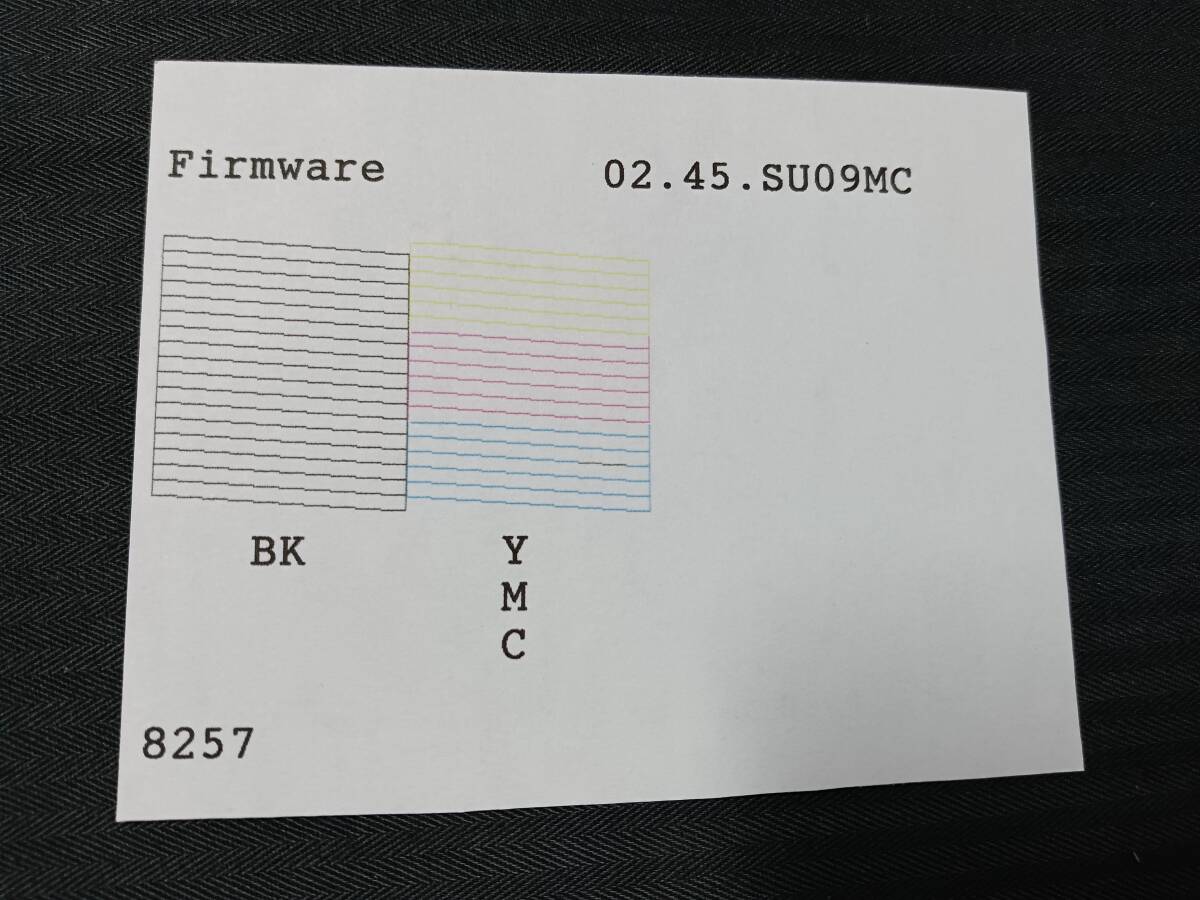 Firmware 02.45.SU09MC
BK Y
M
C
8257